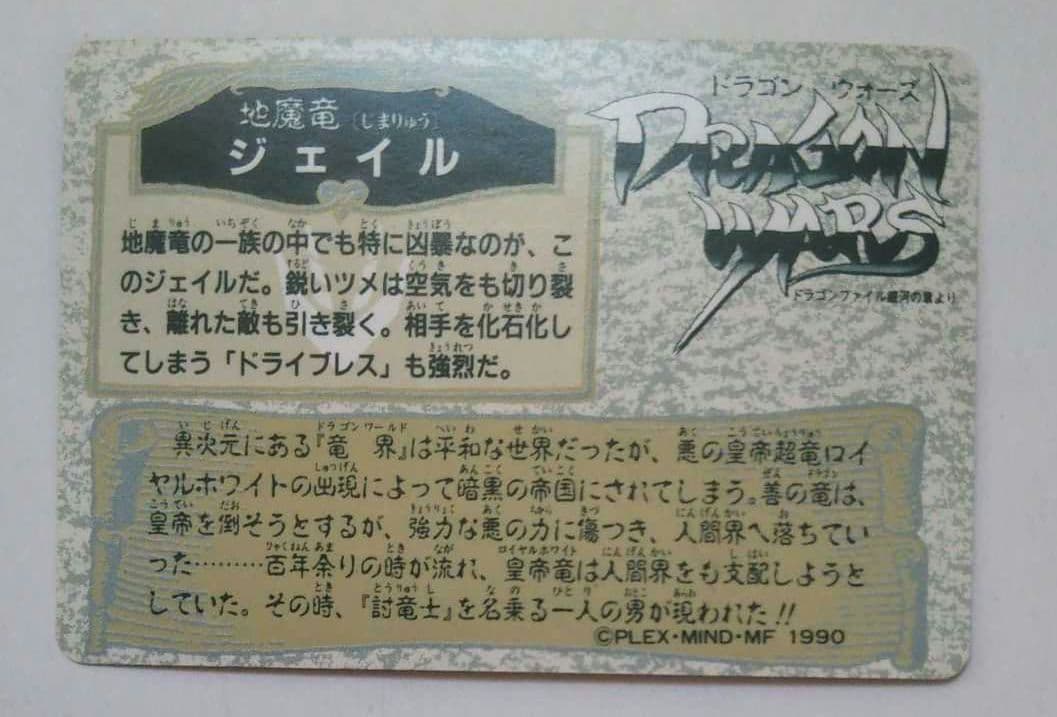 地魔竜〔しまりゅう〕
ジェイル
ドラゴン ウォーズ
DRAGON
WARS
ドラゴンファイル銀河の章より
地魔竜の一族の中でも特に凶暴なのが、こ
のジェイルだ。鋭いツメは空気をも切り裂
き、離れた敵も引き裂く。相手を化石化し
てしまう「ドライブレス」も強烈だ。
異次元にある『竜界』は平和な世界だったが、悪の皇帝超竜ロイ
ヤルホワイトの出現によって暗黒の帝国にされてしまう。善の竜は、
皇帝を倒そうとするが、強力な悪の力に傷つき、人間界へ落ちてい
った………百年余りの時が流れ、皇帝竜は人間界をも支配しようと
していた。その時、『討竜士』を名乗る一人の男が現われた!!
©PLEX・MIND・MF 1990